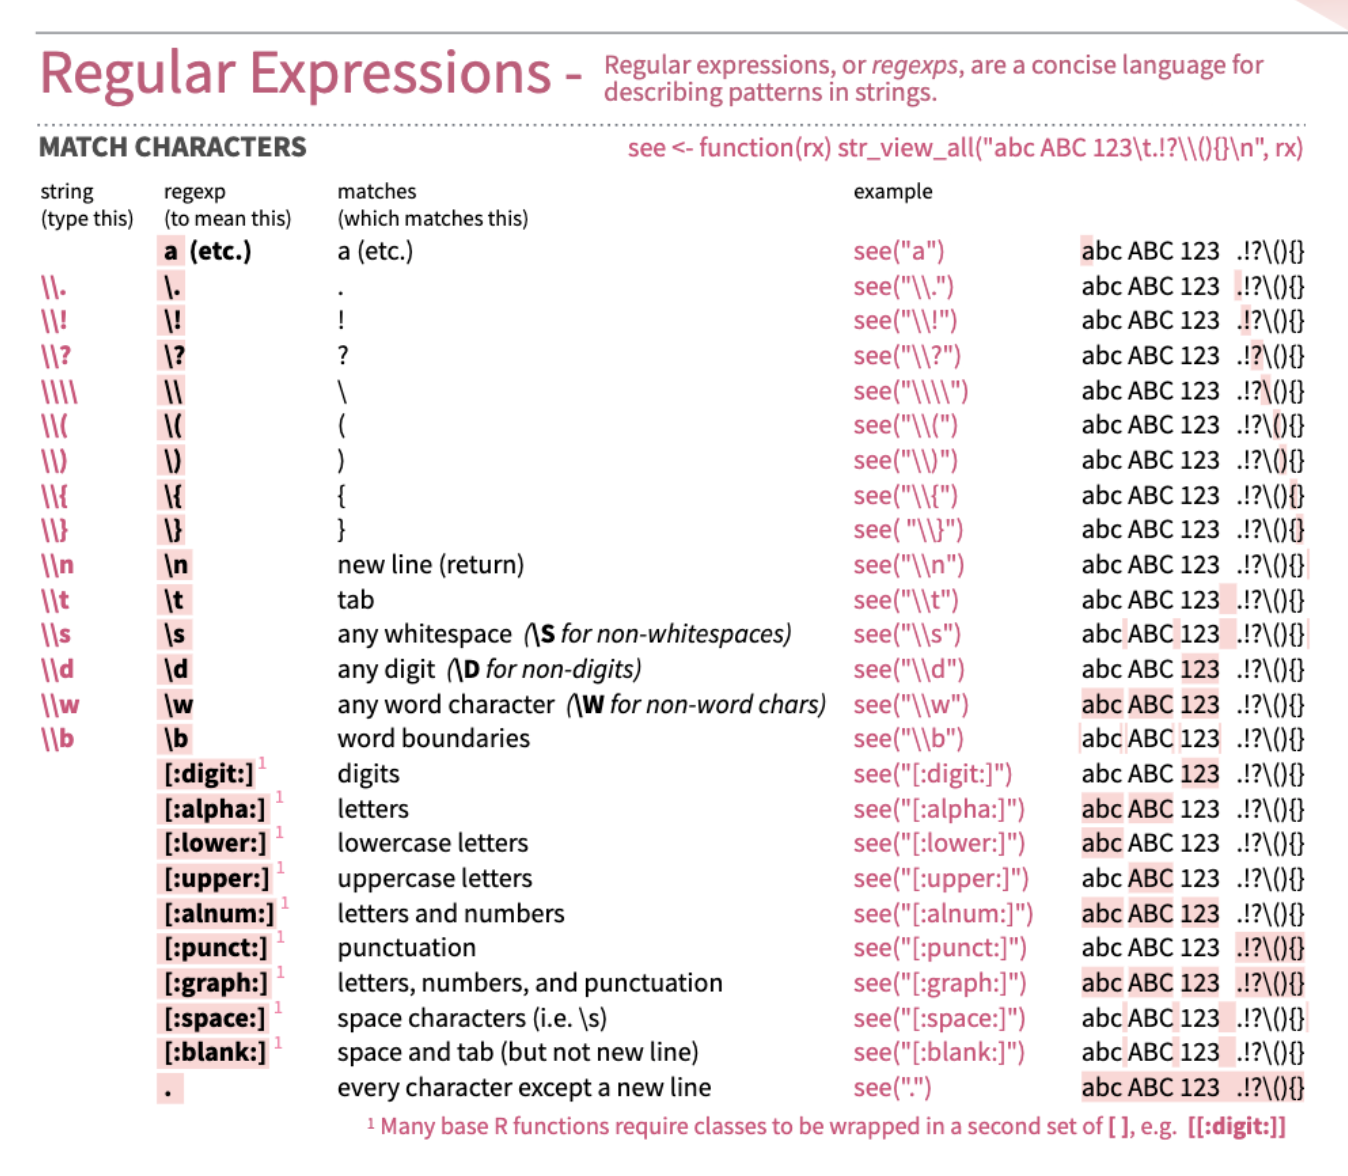 Regular Expressions - Regular expressions, or regexps, are a concise language for
describing patterns in strings.
MATCH CHARACTERS see <- function(rx) str_view_all("abc ABC 123\t.!?\\(){}\n", rx)
string regexp matches example
(type this) (to mean this) (which matches this)
a (etc.) a (etc.) see("a") abc ABC 123 .!?\(){}
\\. \. . see("\\.") abc ABC 123 .!?\(){}
\\! \! ! see("\\!") abc ABC 123 .!?\(){}
\\? \? ? see("\\?") abc ABC 123 .!?\(){}
\\\\ \\ \ see("\\\\") abc ABC 123 .!?\(){}
\\( \( ( see("\\(") abc ABC 123 .!?\(){}
\\) \) ) see("\\)") abc ABC 123 .!?\(){}
\\{ \{ { see("\\{") abc ABC 123 .!?\(){}
\\} \} } see( "\\}") abc ABC 123 .!?\(){}
\\n \n new line (return) see("\\n") abc ABC 123 .!?\(){}
\\t \t tab see("\\t") abc ABC 123 .!?\(){}
\\s \s any whitespace (\S for non-whitespaces) see("\\s") abc ABC 123 .!?\(){}
\\d \d any digit (\D for non-digits) see("\\d") abc ABC 123 .!?\(){}
\\w \w any word character (\W for non-word chars) see("\\w") abc ABC 123 .!?\(){}
\\b \b word boundaries see("\\b") abc ABC 123 .!?\(){}
[:digit:] 1 digits see("[:digit:]") abc ABC 123 .!?\(){}
[:alpha:] 1 letters see("[:alpha:]") abc ABC 123 .!?\(){}
[:lower:] 1 lowercase letters see("[:lower:]") abc ABC 123 .!?\(){}
[:upper:] 1 uppercase letters see("[:upper:]") abc ABC 123 .!?\(){}
[:alnum:] 1 letters and numbers see("[:alnum:]") abc ABC 123 .!?\(){}
[:punct:] 1 punctuation see("[:punct:]") abc ABC 123 .!?\(){}
[:graph:] 1 letters, numbers, and punctuation see("[:graph:]") abc ABC 123 .!?\(){}
[:space:] 1 space characters (i.e. \s) see("[:space:]") abc ABC 123 .!?\(){}
[:blank:] 1 space and tab (but not new line) see("[:blank:]") abc ABC 123 .!?\(){}
. every character except a new line see(".") abc ABC 123 .!?\(){}
1 Many base R functions require classes to be wrapped in a second set of [ ], e.g. [[:digit:]]